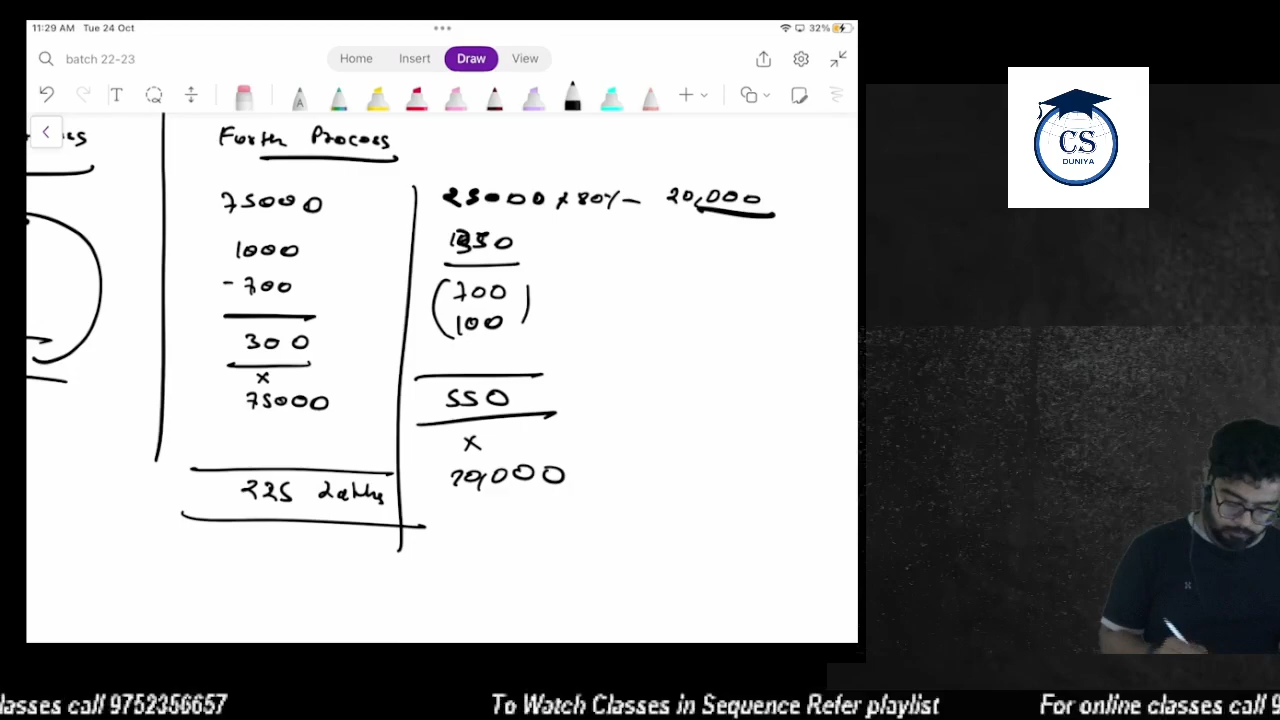 11:29 AM Tue 24 Oct
32%
batch 22-23
Home Insert Draw View
Further Process
75000
1000
-700
300
x
75000
225 Lakhs
25000 x 80% - 20,000
1350
(700
100)
550
x
20,000
CS
DUNIYA
lasses call 9752356657 To Watch Classes in Sequence Refer playlist For online classes call 9